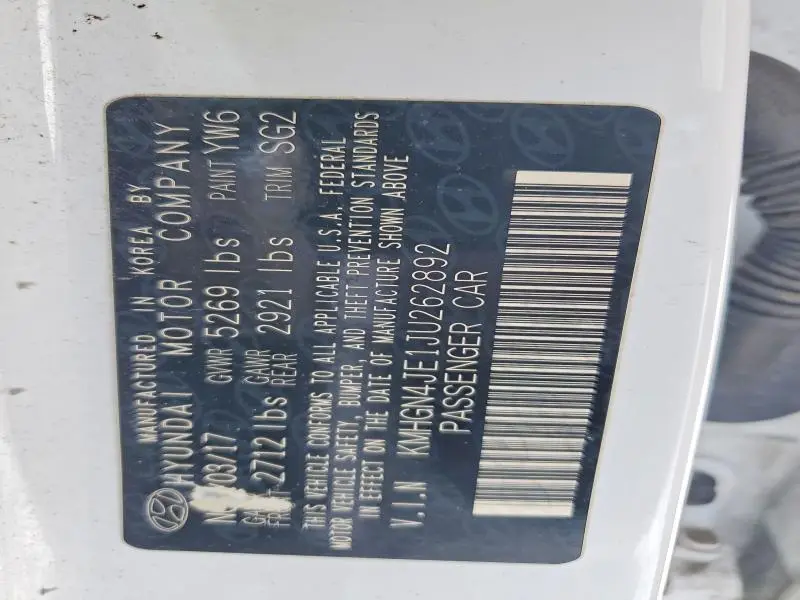 MANUFACTURED IN KOREA BY
HYUNDAI MOTOR COMPANY
03/17 GVWR 5269 lbs PAINT YW6
2712 lbs GAWR REAR 2921 lbs TRIM SG2
THIS VEHICLE CONFORMS TO ALL APPLICABLE U.S.A. FEDERAL
MOTOR VEHICLE SAFETY, BUMPER, AND THEFT PREVENTION STANDARDS
IN EFFECT ON THE DATE OF MANUFACTURE SHOWN ABOVE
V.I.N KMHGN4JE1JU262892
PASSENGER CAR